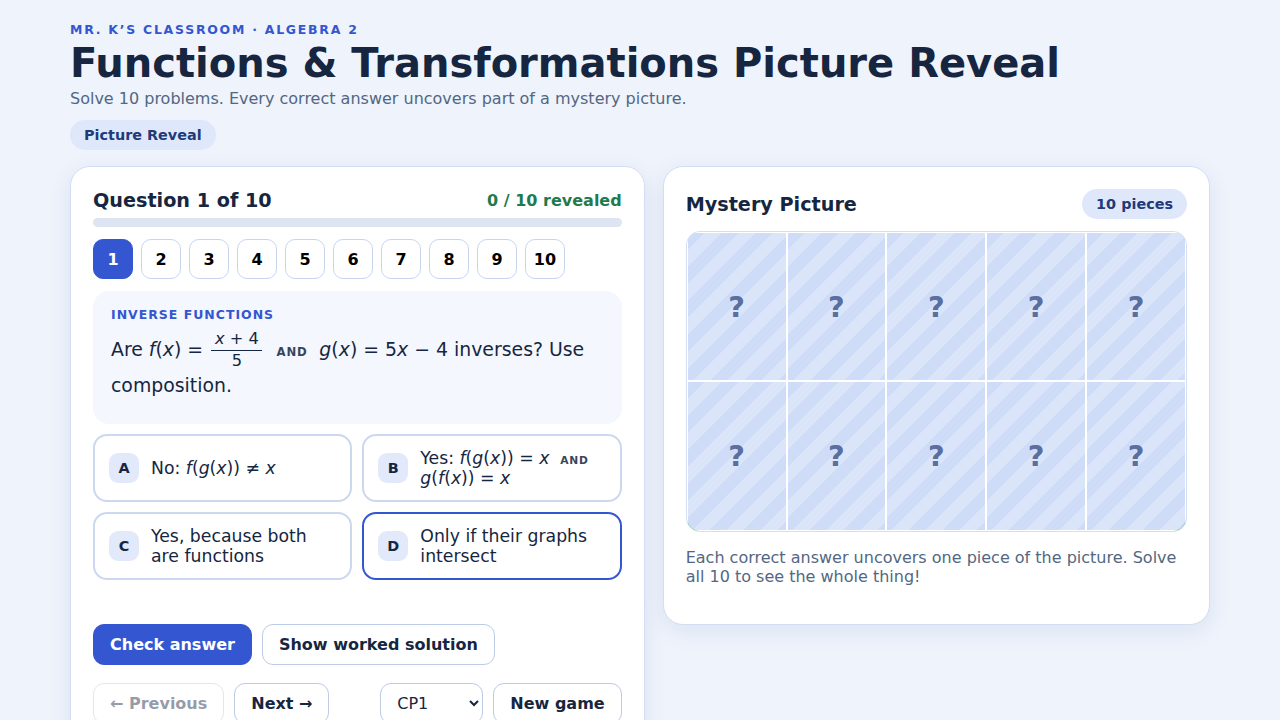 MR. K’S CLASSROOM · ALGEBRA 2
Functions & Transformations Picture Reveal
Solve 10 problems. Every correct answer uncovers part of a mystery picture.
Picture Reveal
Question 1 of 10
0 / 10 revealed
1 2 3 4 5 6 7 8 9 10
INVERSE FUNCTIONS
Are f(x) = (x + 4)/5 AND g(x) = 5x − 4 inverses? Use
composition.
A No: f(g(x)) ≠ x
B Yes: f(g(x)) = x AND
g(f(x)) = x
C Yes, because both
are functions
D Only if their graphs
intersect
Check answer
Show worked solution
← Previous
Next →
CP1
New game
Mystery Picture
10 pieces
? ? ? ? ?
? ? ? ? ?
Each correct answer uncovers one piece of the picture. Solve
all 10 to see the whole thing!